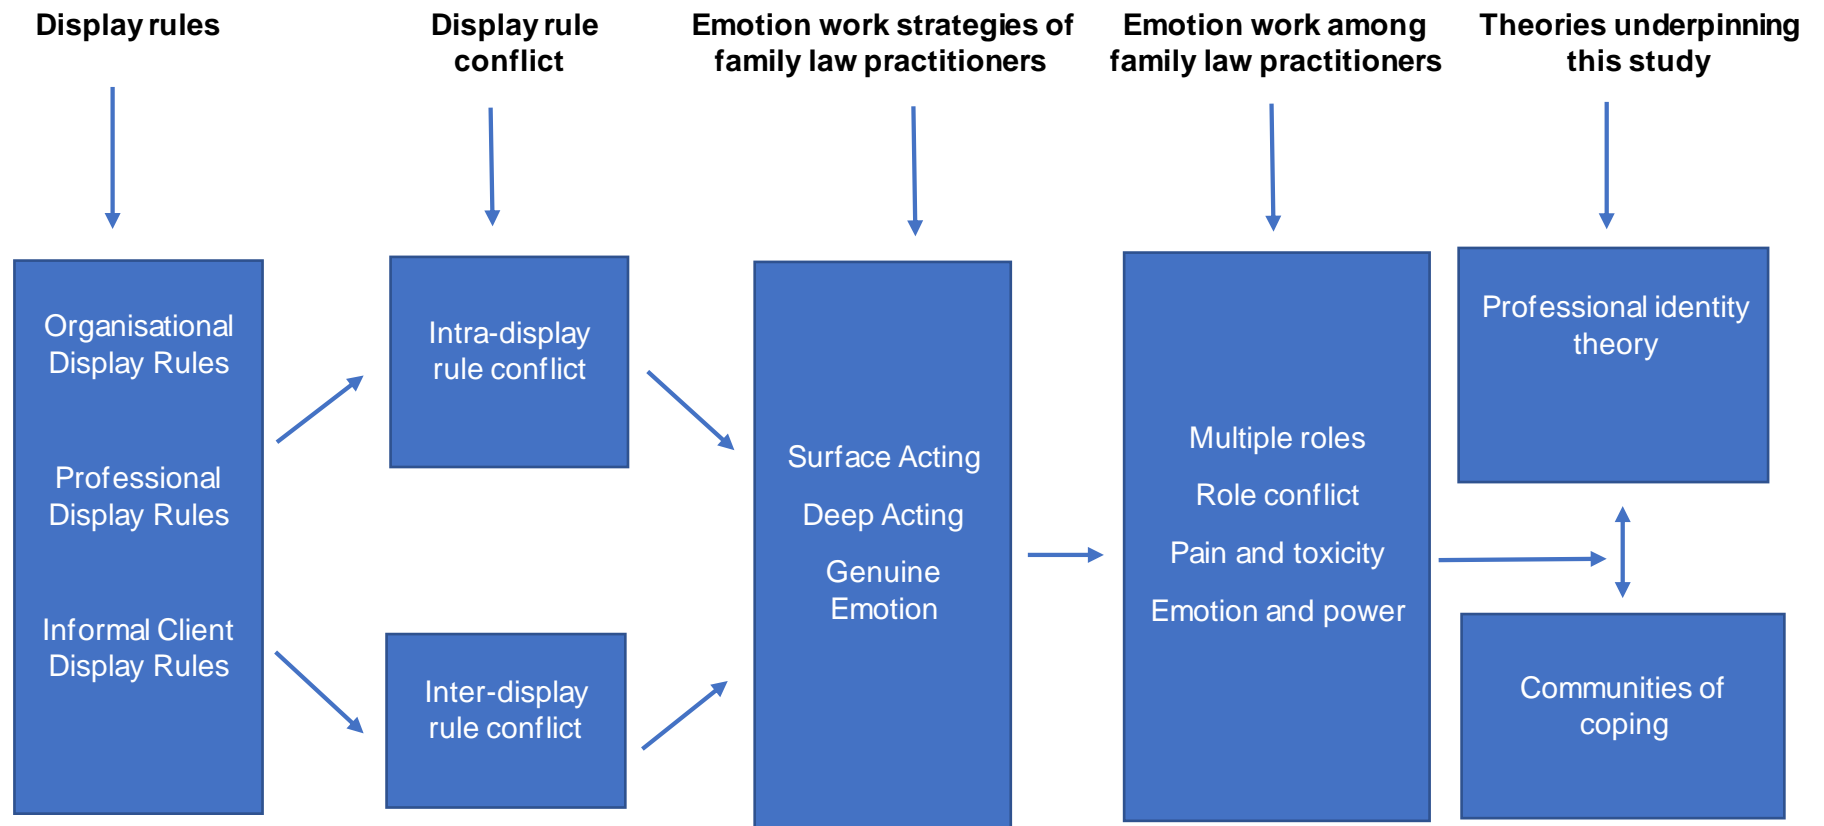 Display rules
Display rule
conflict
Emotion work strategies of
family law practitioners
Emotion work among
family law practitioners
Theories underpinning
this study
Organisational
Display Rules
Professional
Display Rules
Informal Client
Display Rules
Intra-display
rule conflict
Inter-display
rule conflict
Surface Acting
Deep Acting
Genuine
Emotion
Multiple roles
Role conflict
Pain and toxicity
Emotion and power
Professional identity
theory
Communities of
coping